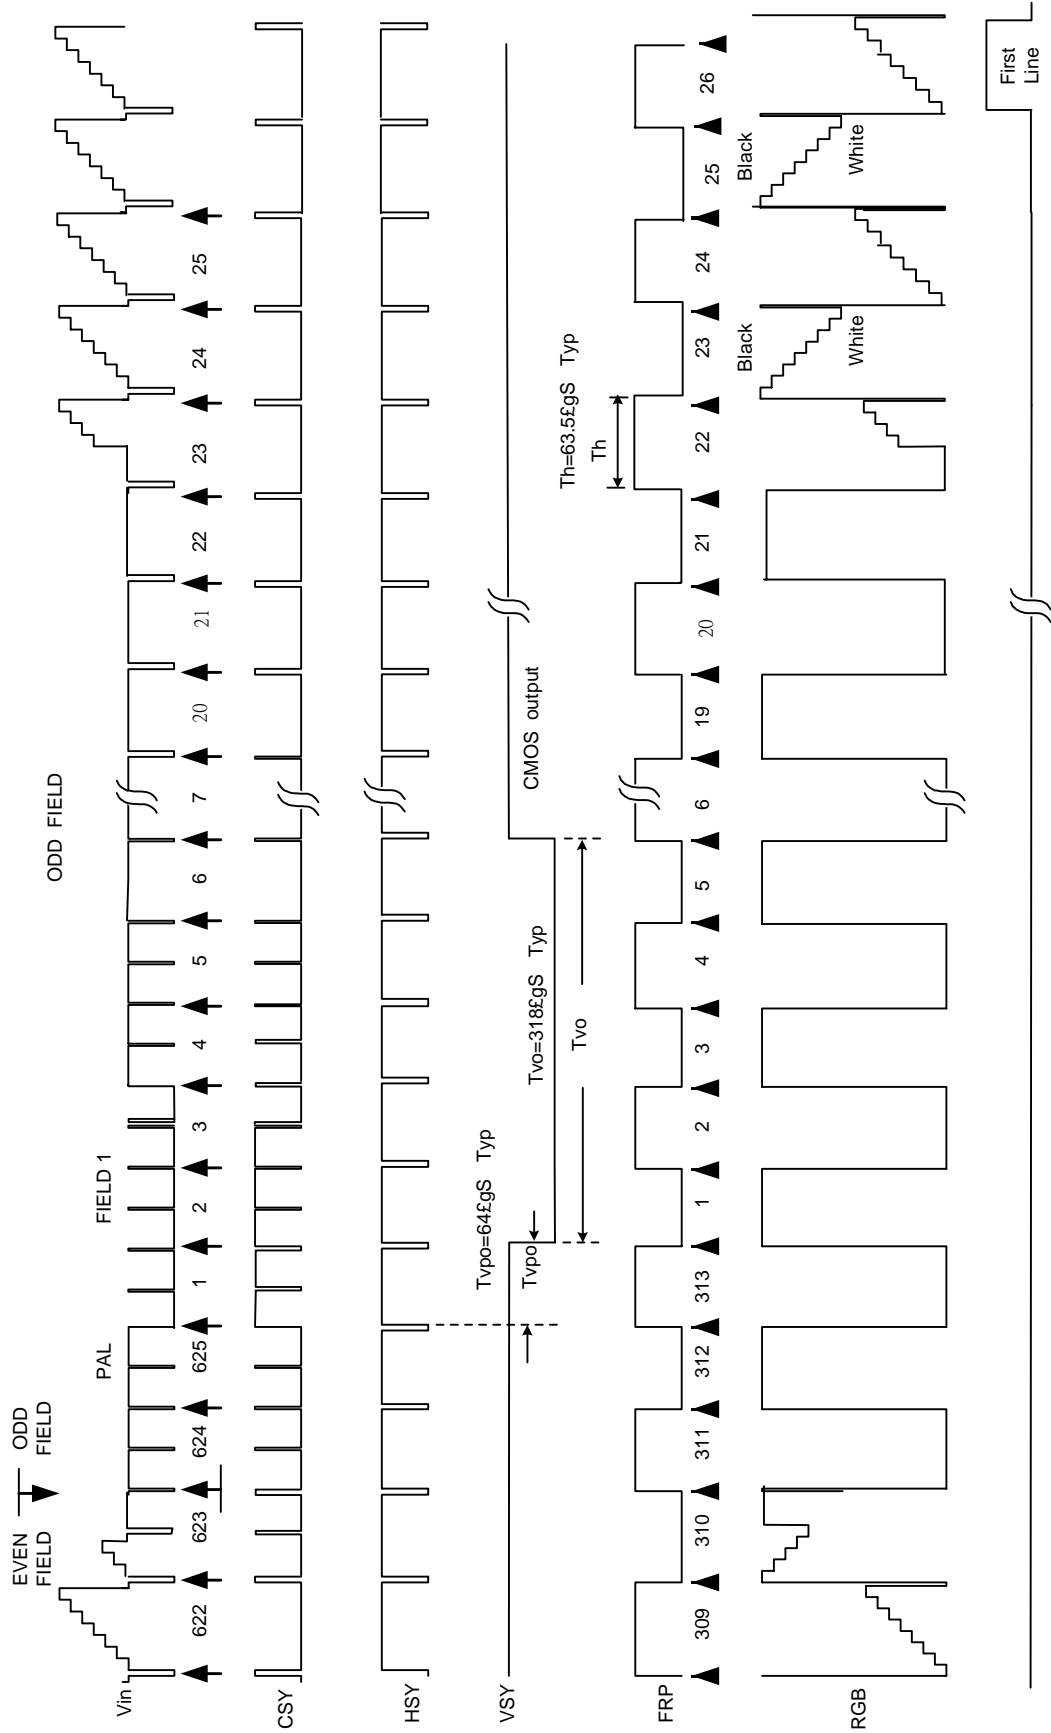 EVEN FIELD
ODD FIELD
PAL
FIELD 1
ODD FIELD
Vin
622
623
624
625
1
2
3
4
5
6
7
20
21
22
23
24
25
CSY
HSY
VSY
Tvpo=64£gS Typ
Tvpo
Tvo=318£gS Typ
Tvo
CMOS output
Th=63.5£gS Typ
Th
FRP
309
310
311
312
313
1
2
3
4
5
6
19
20
21
22
23
24
25
26
RGB
Black
White
Black
White
First
Line